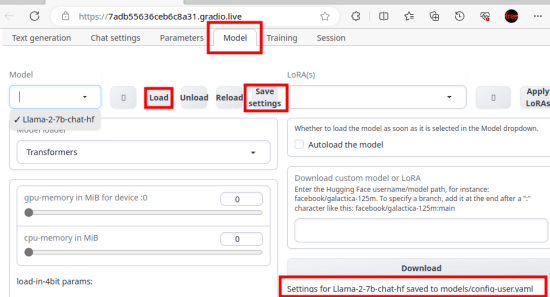 https://7adb55636ceb6c8a31.gradio.live
free
Text generation Chat settings Parameters Model Training Session
Model
LoRA(s)
Load Unload Reload Save settings
Apply LoRAs
✓ Llama-2-7b-chat-hf
Model loader
Transformers
Whether to load the model as soon as it is selected in the Model dropdown.
Autoload the model
gpu-memory in MiB for device :0 0
cpu-memory in MiB 0
load-in-4bit params:
Download custom model or LoRA
Enter the Hugging Face username/model path, for instance:
facebook/galactica-125m. To specify a branch, add it at the end after a ":"
character like this: facebook/galactica-125m:main
Download
Settings for Llama-2-7b-chat-hf saved to models/config-user.yaml